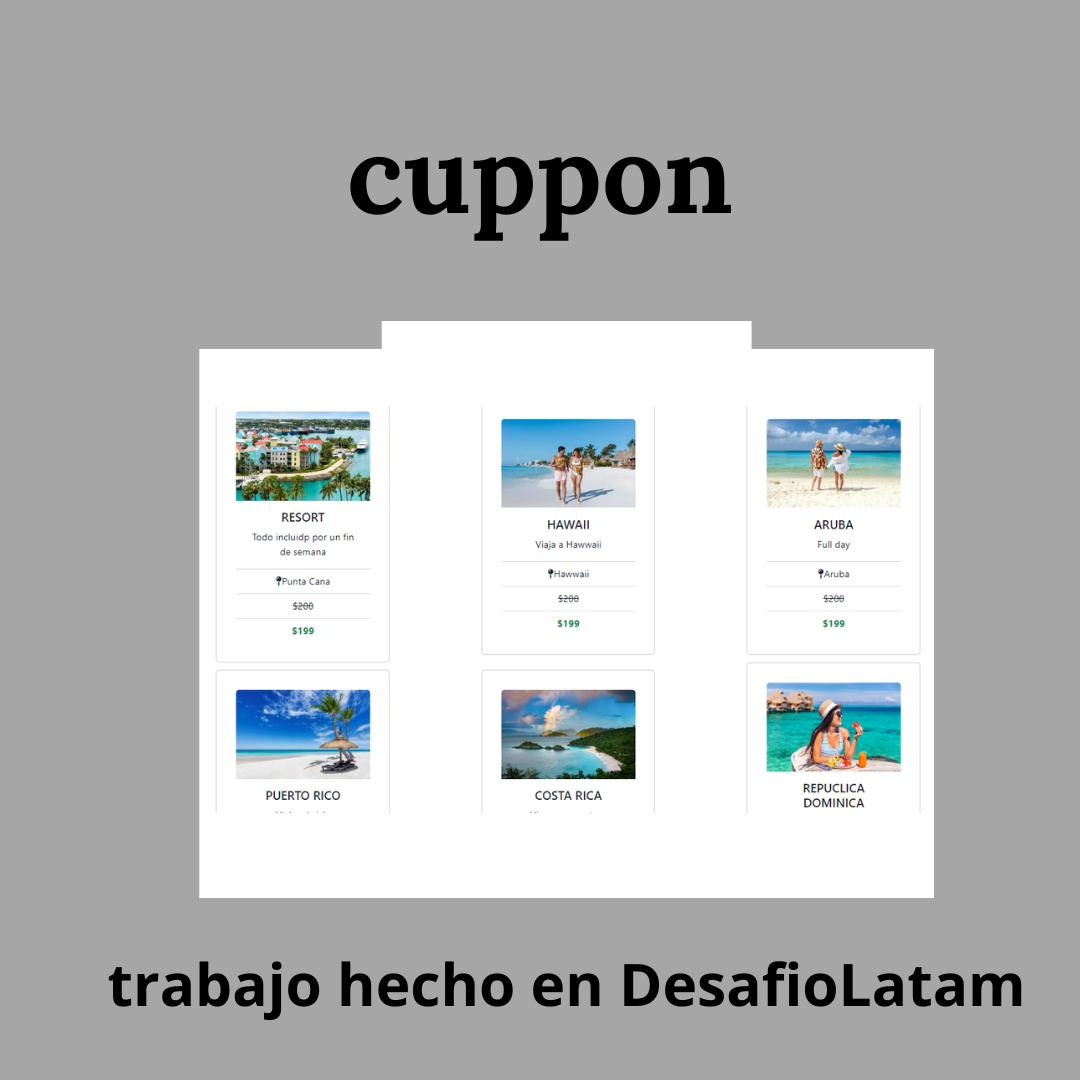 cuppon
RESORT
Todo incluidp por un fin
de semana
Punta Cana
$200
$199
HAWAII
Viaja a Hawwaii
Hawwaii
$200
$199
ARUBA
Full day
Aruba
$200
$199
PUERTO RICO
COSTA RICA
REPUCLICA
DOMINICA
trabajo hecho en DesafioLatam